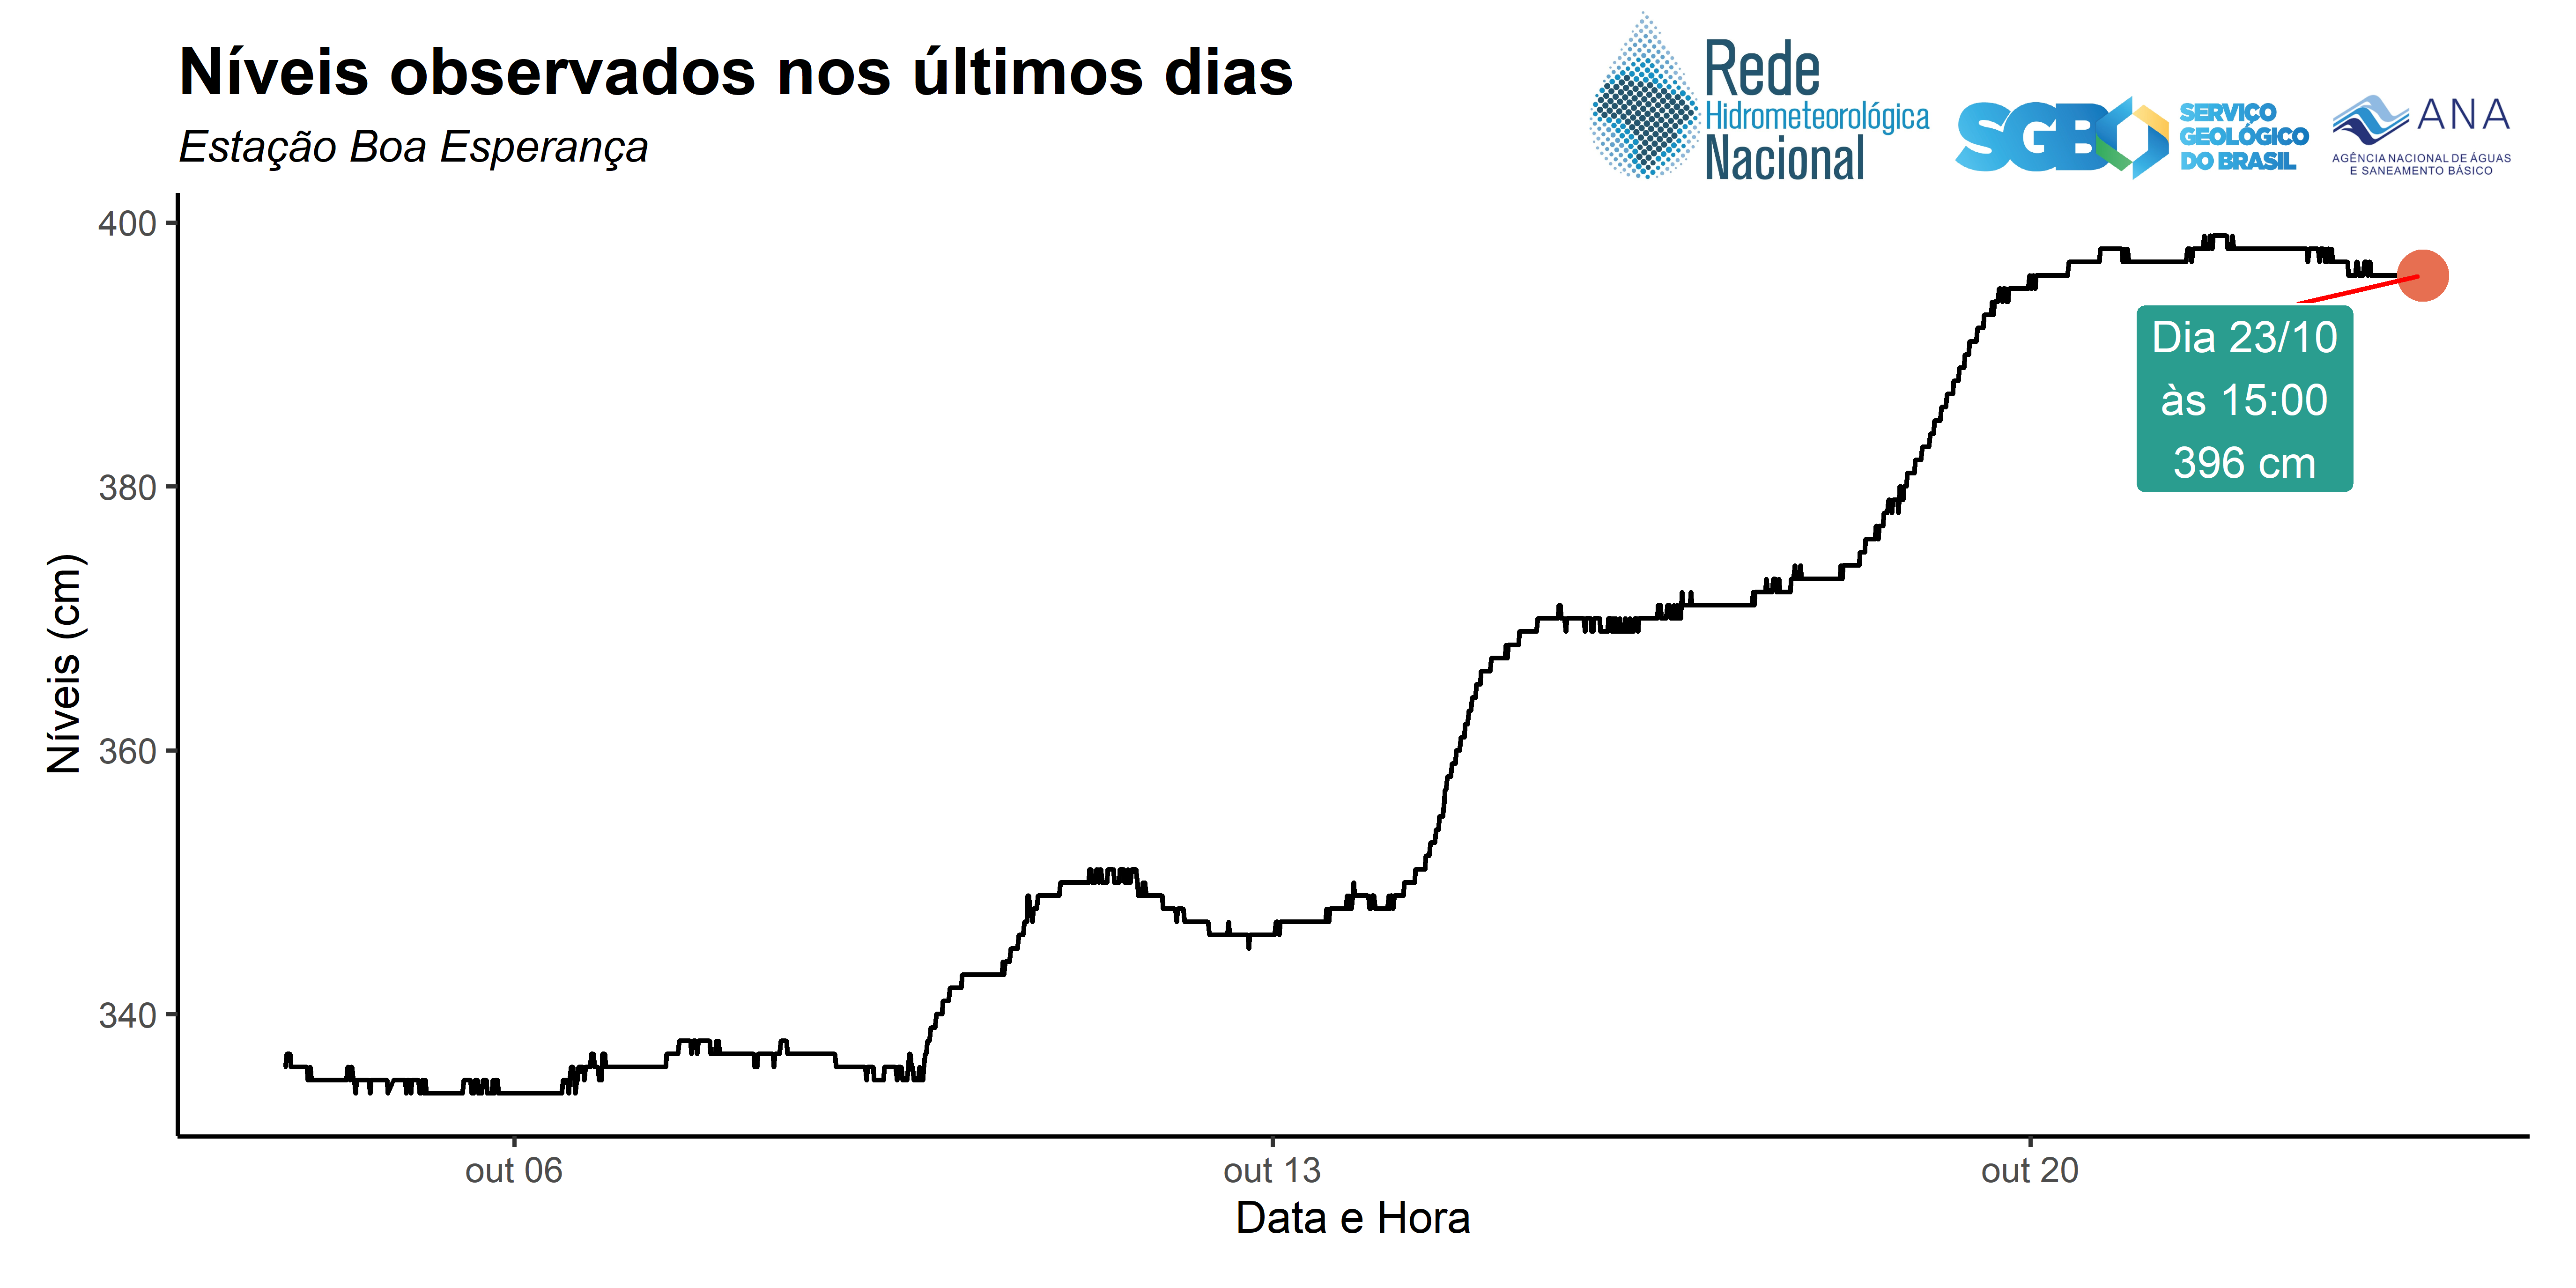 Níveis observados nos últimos dias
Estação Boa Esperança
Rede
Hidrometeorológica
Nacional
SGB
SERVIÇO
GEOLÓGICO
DO BRASIL
ANA
AGÊNCIA NACIONAL DE ÁGUAS
E SANEAMENTO BÁSICO
400
380
360
340
Níveis (cm)
Dia 23/10
às 15:00
396 cm
out 06
out 13
out 20
Data e Hora